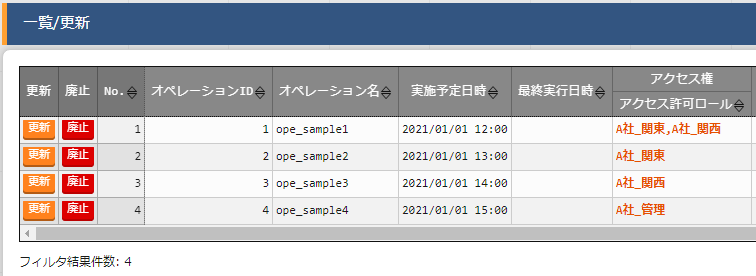 一覧/更新
アクセス権
更新 廃止 No. オペレーションID オペレーション名 実施予定日時 最終実行日時 アクセス許可ロール
更新 廃止 1 1 ope_sample1 2021/01/01 12:00 A社_関東,A社_関西
更新 廃止 2 2 ope_sample2 2021/01/01 13:00 A社_関東
更新 廃止 3 3 ope_sample3 2021/01/01 14:00 A社_関西
更新 廃止 4 4 ope_sample4 2021/01/01 15:00 A社_管理
フィルタ結果件数: 4